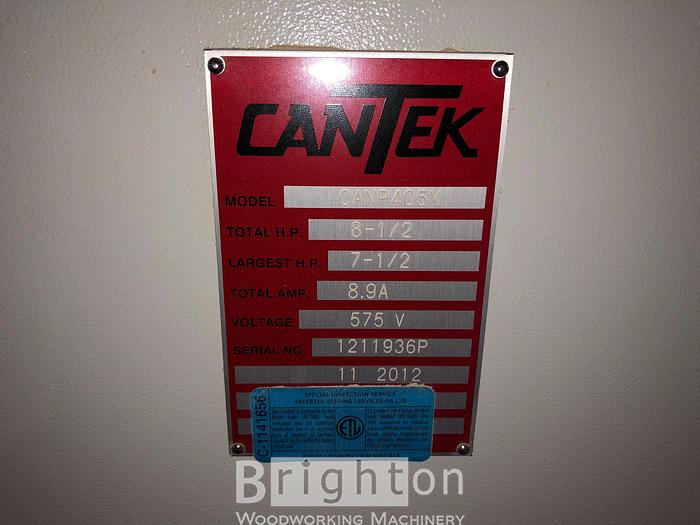 CANTEK
MODEL CANP405M
TOTAL H.P. 8-1/2
LARGEST H.P. 7-1/2
TOTAL AMP. 8.9A
VOLTAGE 575 V
SERIAL NO. 1211936P
11 2012
SPECIAL INSPECTION SERVICE
INTERTEK TESTING SERVICES NA LTD
C-1141656
ETL
Brighton
WOODWORKING MACHINERY